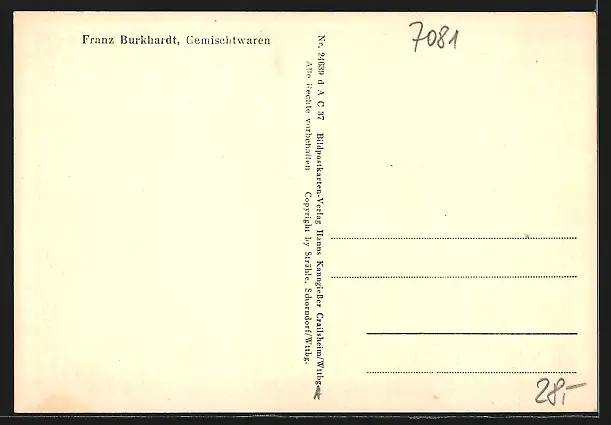 Franz Burkhardt, Gemischtwaren
Nr. 24639 d A C 37 Bildpostkarten-Verlag Hanns Kanngießer Crailsheim/Wttbg.
Alle Rechte vorbehalten Copyright by Strähle, Schorndorf/Wttbg.
7081
28,-